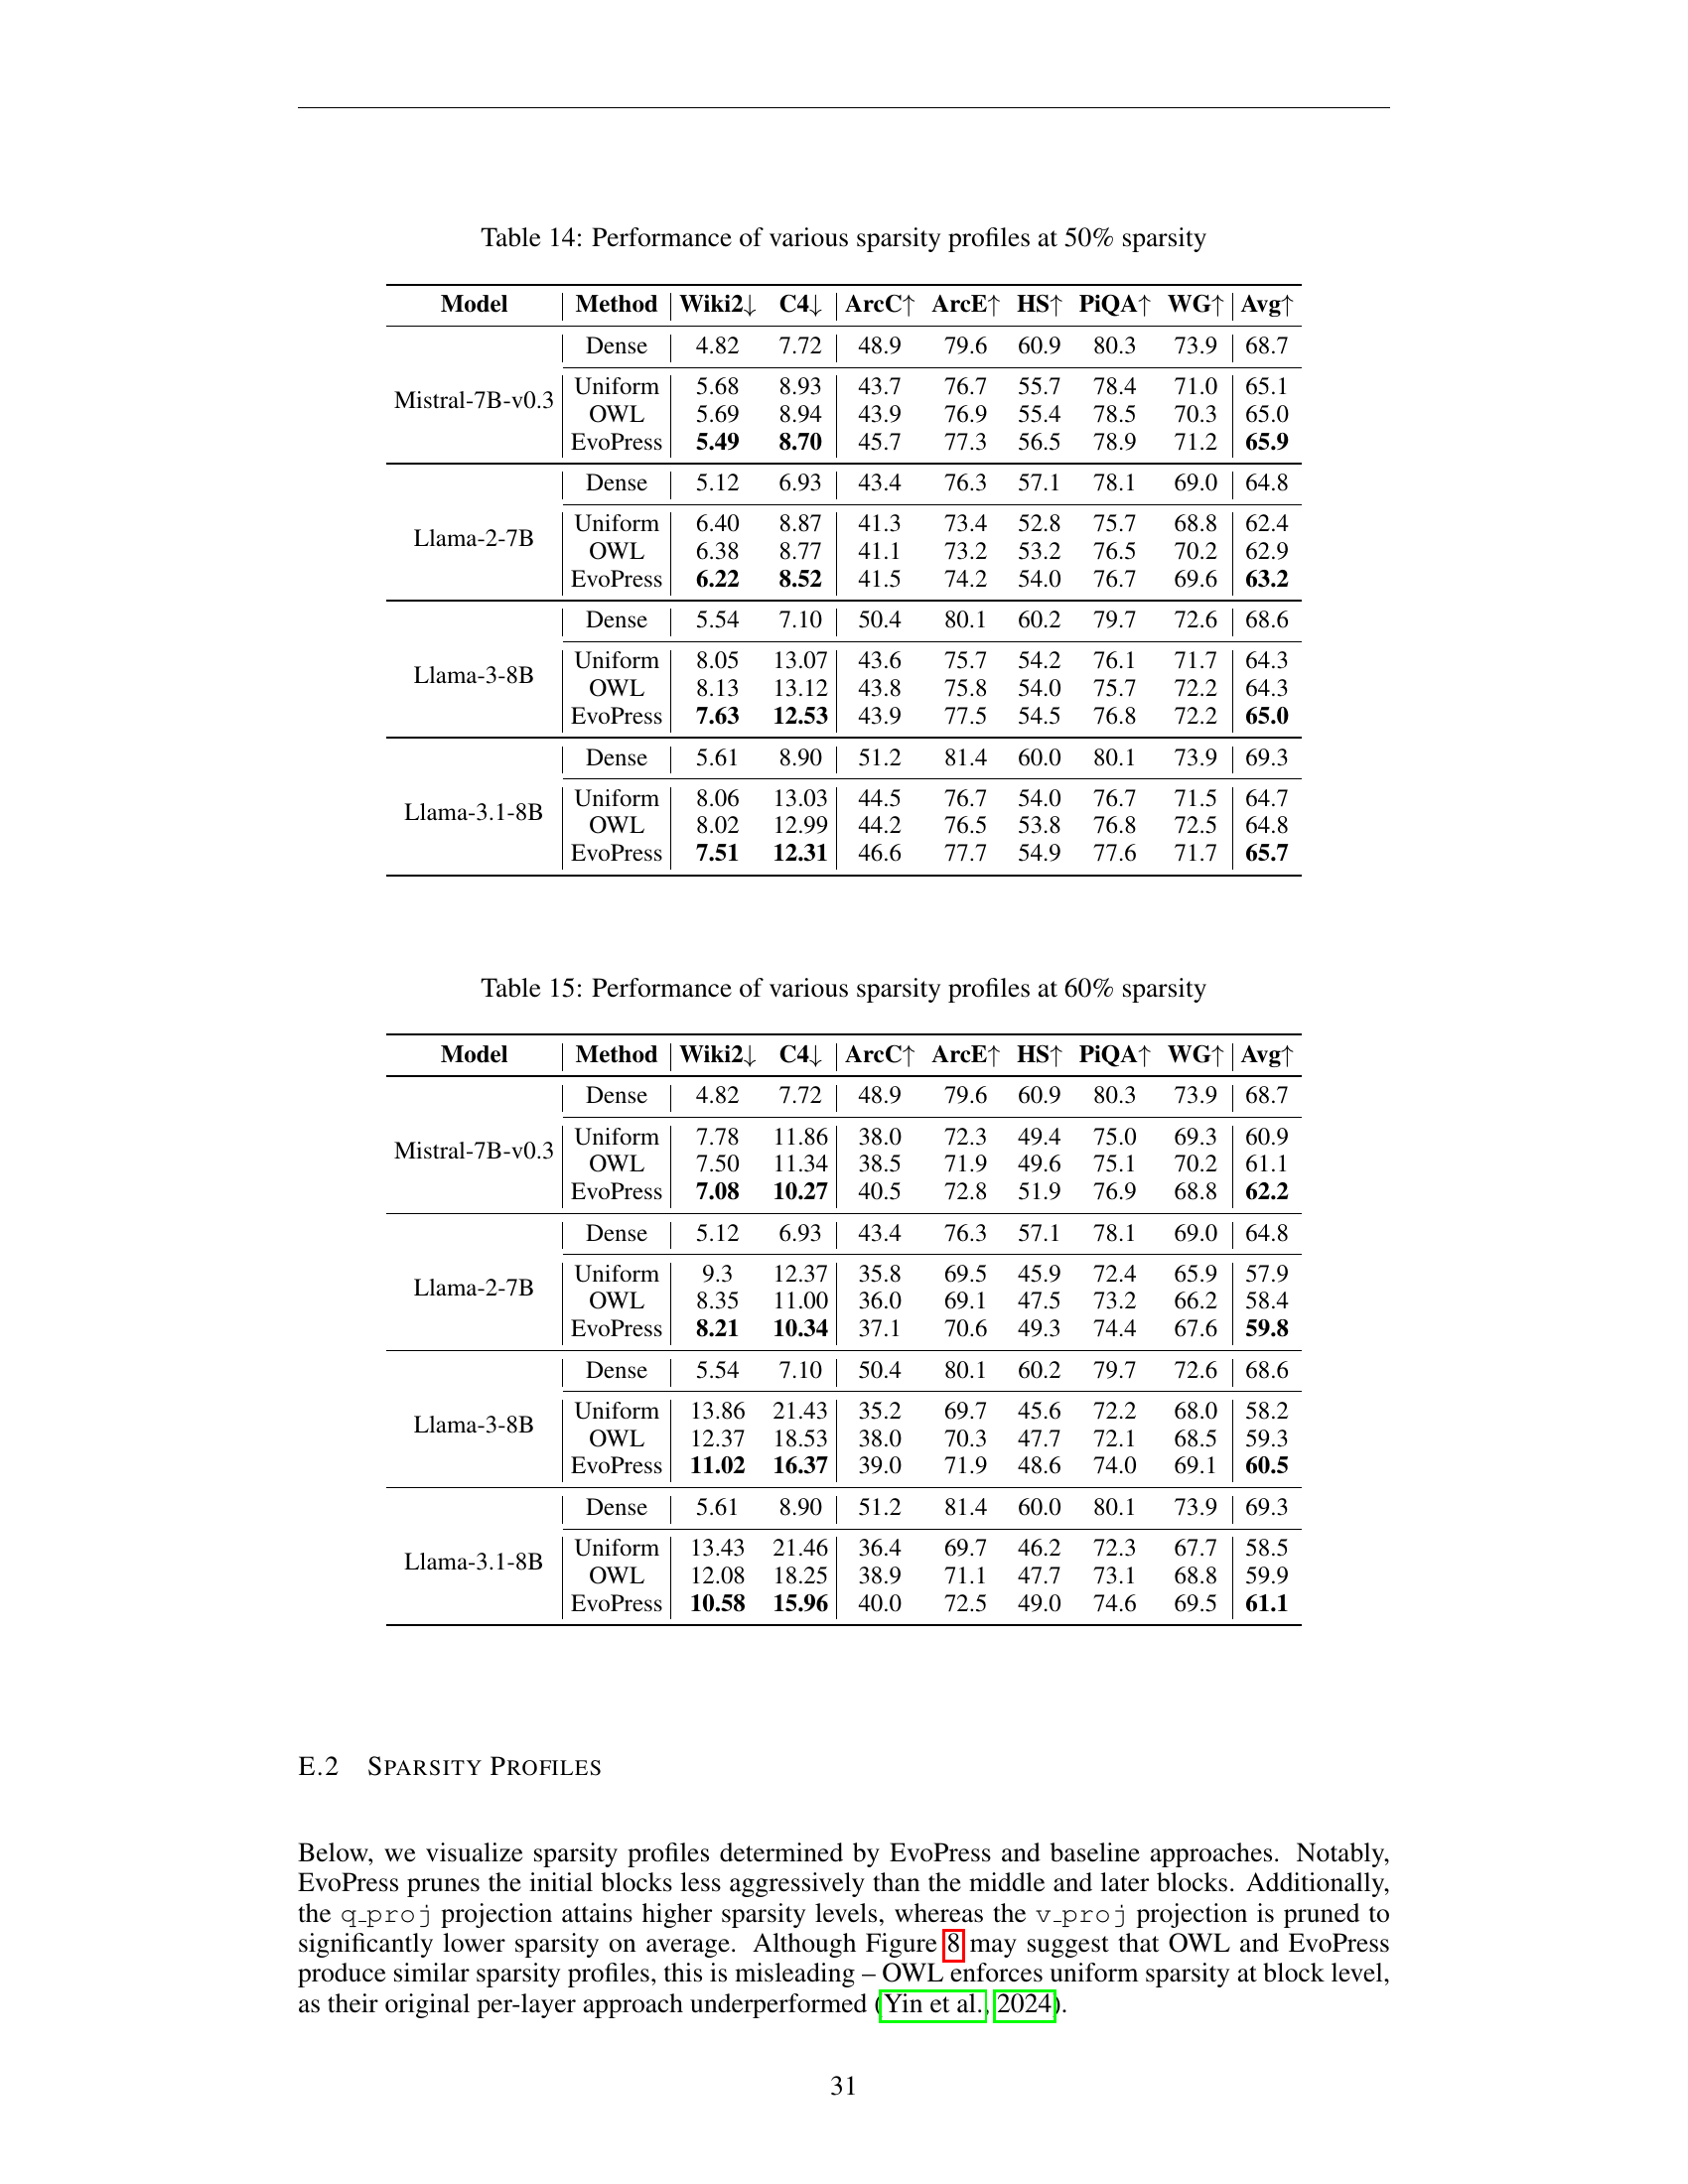 Table 14: Performance of various sparsity profiles at 50% sparsity
Model Method Wiki2↓ C4↓ ArcC↑ ArcE↑ HS↑ PiQA↑ WG↑ Avg↑
Dense 4.82 7.72 48.9 79.6 60.9 80.3 73.9 68.7
Mistral-7B-v0.3
Uniform 5.68 8.93 43.7 76.7 55.7 78.4 71.0 65.1
OWL 5.69 8.94 43.9 76.9 55.4 78.5 70.3 65.0
EvoPress 5.49 8.70 45.7 77.3 56.5 78.9 71.2 65.9
Dense 5.12 6.93 43.4 76.3 57.1 78.1 69.0 64.8
Llama-2-7B
Uniform 6.40 8.87 41.3 73.4 52.8 75.7 68.8 62.4
OWL 6.38 8.77 41.1 73.2 53.2 76.5 70.2 62.9
EvoPress 6.22 8.52 41.5 74.2 54.0 76.7 69.6 63.2
Dense 5.54 7.10 50.4 80.1 60.2 79.7 72.6 68.6
Llama-3-8B
Uniform 8.05 13.07 43.6 75.7 54.2 76.1 71.7 64.3
OWL 8.13 13.12 43.8 75.8 54.0 75.7 72.2 64.3
EvoPress 7.63 12.53 43.9 77.5 54.5 76.8 72.2 65.0
Dense 5.61 8.90 51.2 81.4 60.0 80.1 73.9 69.3
Llama-3.1-8B
Uniform 8.06 13.03 44.5 76.7 54.0 76.7 71.5 64.7
OWL 8.02 12.99 44.2 76.5 53.8 76.8 72.5 64.8
EvoPress 7.51 12.31 46.6 77.7 54.9 77.6 71.7 65.7
Table 15: Performance of various sparsity profiles at 60% sparsity
Model Method Wiki2↓ C4↓ ArcC↑ ArcE↑ HS↑ PiQA↑ WG↑ Avg↑
Dense 4.82 7.72 48.9 79.6 60.9 80.3 73.9 68.7
Mistral-7B-v0.3
Uniform 7.78 11.86 38.0 72.3 49.4 75.0 69.3 60.9
OWL 7.50 11.34 38.5 71.9 49.6 75.1 70.2 61.1
EvoPress 7.08 10.27 40.5 72.8 51.9 76.9 68.8 62.2
Dense 5.12 6.93 43.4 76.3 57.1 78.1 69.0 64.8
Llama-2-7B
Uniform 9.3 12.37 35.8 69.5 45.9 72.4 65.9 57.9
OWL 8.35 11.00 36.0 69.1 47.5 73.2 66.2 58.4
EvoPress 8.21 10.34 37.1 70.6 49.3 74.4 67.6 59.8
Dense 5.54 7.10 50.4 80.1 60.2 79.7 72.6 68.6
Llama-3-8B
Uniform 13.86 21.43 35.2 69.7 45.6 72.2 68.0 58.2
OWL 12.37 18.53 38.0 70.3 47.7 72.1 68.5 59.3
EvoPress 11.02 16.37 39.0 71.9 48.6 74.0 69.1 60.5
Dense 5.61 8.90 51.2 81.4 60.0 80.1 73.9 69.3
Llama-3.1-8B
Uniform 13.43 21.46 36.4 69.7 46.2 72.3 67.7 58.5
OWL 12.08 18.25 38.9 71.1 47.7 73.1 68.8 59.9
EvoPress 10.58 15.96 40.0 72.5 49.0 74.6 69.5 61.1
E.2 SPARSITY PROFILES
Below, we visualize sparsity profiles determined by EvoPress and baseline approaches. Notably,
EvoPress prunes the initial blocks less aggressively than the middle and later blocks. Additionally,
the q_proj projection attains higher sparsity levels, whereas the v_proj projection is pruned to
significantly lower sparsity on average. Although Figure 8 may suggest that OWL and EvoPress
produce similar sparsity profiles, this is misleading – OWL enforces uniform sparsity at block level,
as their original per-layer approach underperformed (Yin et al., 2024).
31